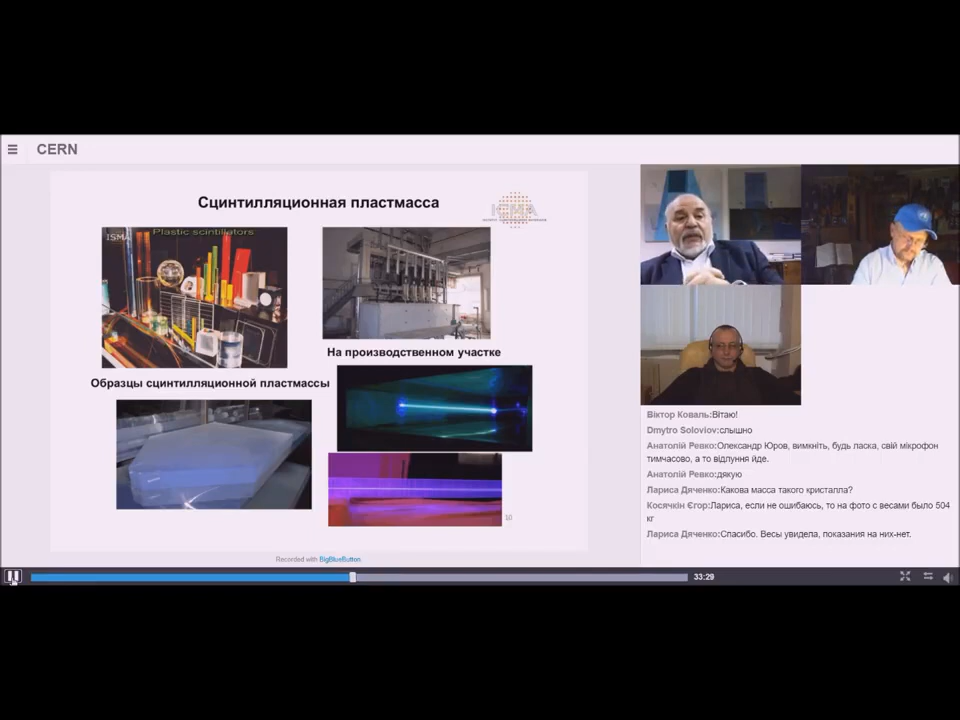 CERN
Сцинтилляционная пластмасса
ISMA
ISMA
Plastic scintillators
На производственном участке
Образцы сцинтилляционной пластмассы
10
Recorded with BigBlueButton
33:29
Віктор Коваль:Вітаю!
Dmytro Soloviov:слышно
Анатолій Ревко:Олександр Юров, вимкніть, будь ласка, свій мікрофон
тимчасово, а то відлуння йде.
Анатолій Ревко:дякую
Лариса Дяченко:Какова масса такого кристалла?
Косячкін Єгор:Лариса, если не ошибаюсь, то на фото с весами было 504
кг
Лариса Дяченко:Спасибо. Весы увидела, показания на них-нет.